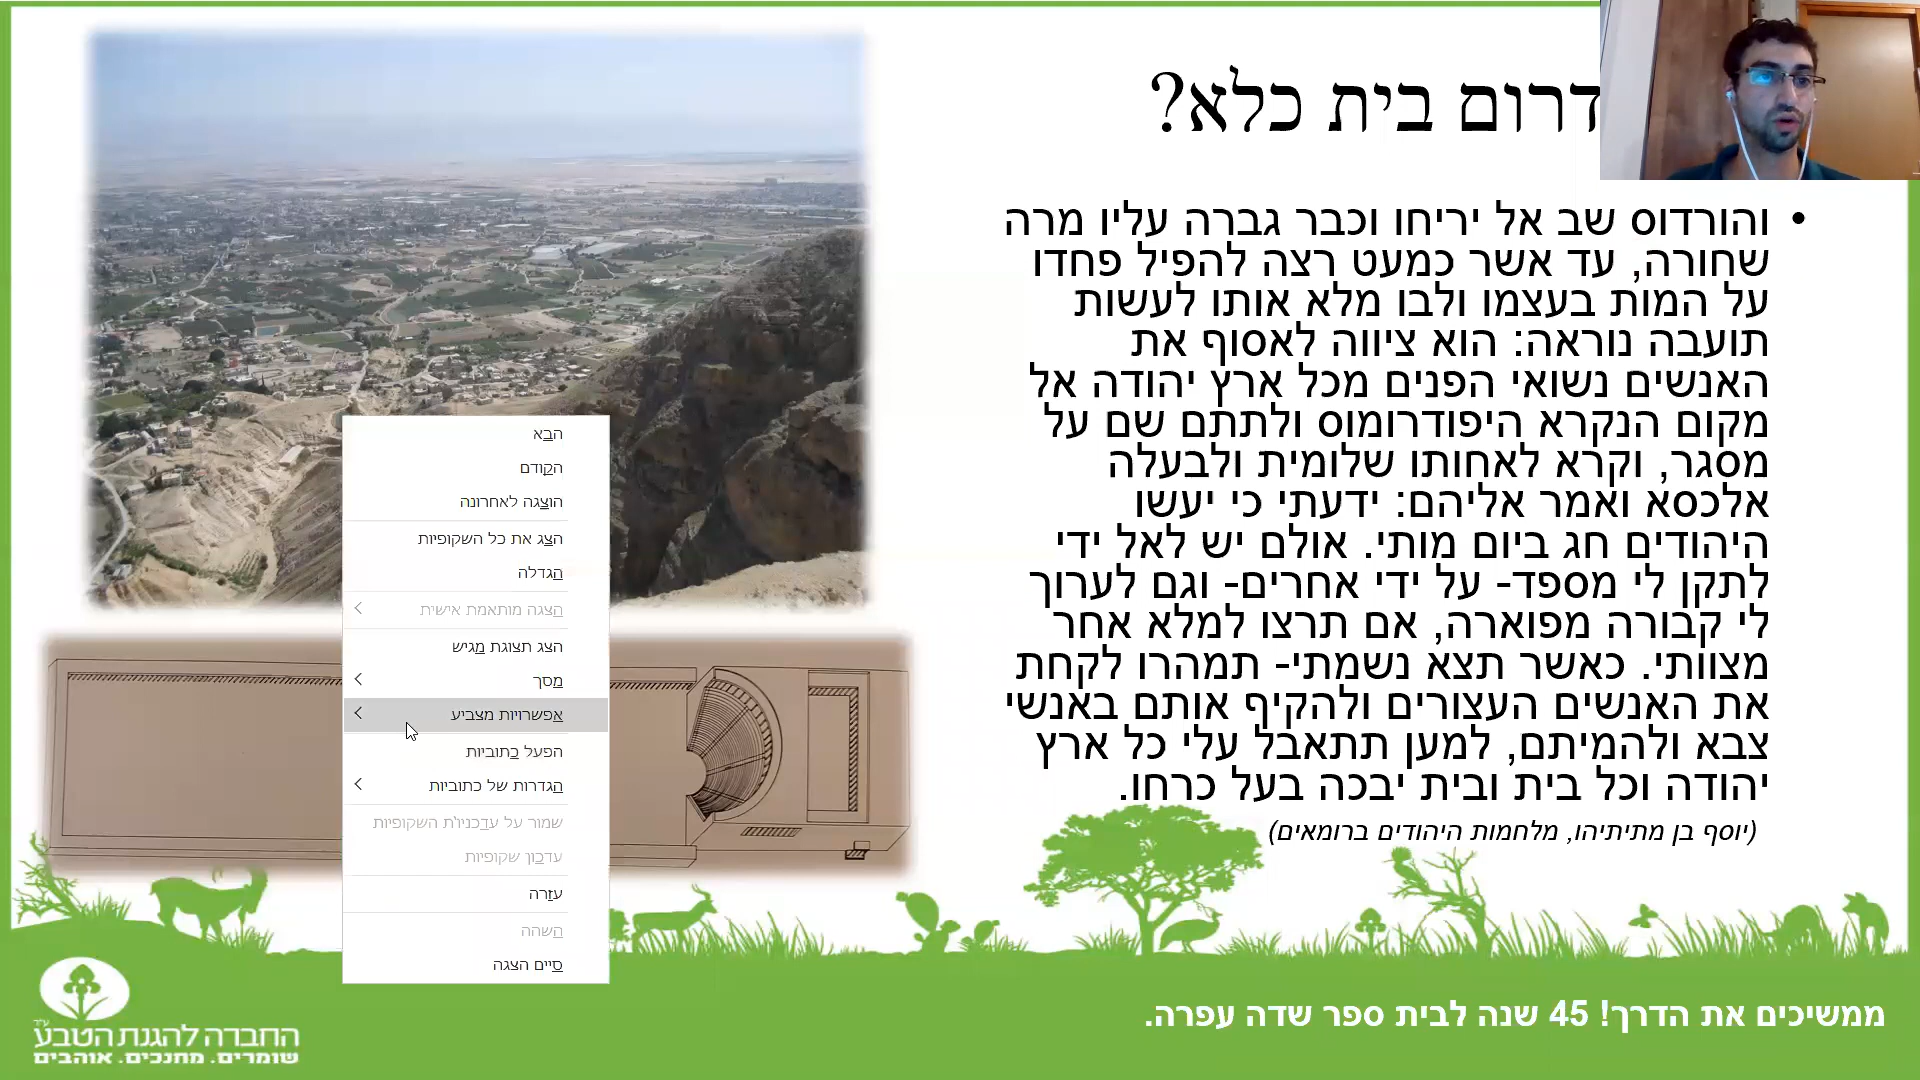 דרום בית כלא?
• והורדוס שב אל יריחו וכבר גברה עליו מרה
שחורה, עד אשר כמעט רצה להפיל פחדו
על המות בעצמו ולבו מלא אותו לעשות
תועבה נוראה: הוא ציווה לאסוף את
האנשים נשואי הפנים מכל ארץ יהודה אל
מקום הנקרא היפודרומוס ולתתם שם על
מסגר, וקרא לאחותו שלומית ולבעלה
אלכסא ואמר אליהם: ידעתי כי יעשו
היהודים חג ביום מותי. אולם יש לאל ידי
לתקן לי מספד- על ידי אחרים- וגם לערוך
לי קבורה מפוארה, אם תרצו למלא אחר
מצוותי. כאשר תצא נשמתי- תמהרו לקחת
את האנשים העצורים ולהקיף אותם באנשי
צבא ולהמיתם, למען תתאבל עלי כל ארץ
יהודה וכל בית ובית יבכה בעל כרחו.
(יוסף בן מתיתיהו, מלחמות היהודים ברומאים)
הבא
הקודם
הוצגה לאחרונה
הצג את כל השקופיות
הגדלה
הצגה מותאמת אישית
הצג תצוגת מגיש
מסך
אפשרויות מצביע
הפעל כתוביות
הגדרות של כתוביות
שמור על עדכניות השקופיות
עדכון שקופיות
עזרה
השהה
סיים הצגה
ממשיכים את הדרך! 45 שנה לבית ספר שדה עפרה.
החברה להגנת הטבע ע"ר
שומרים. מחנכים. אוהבים